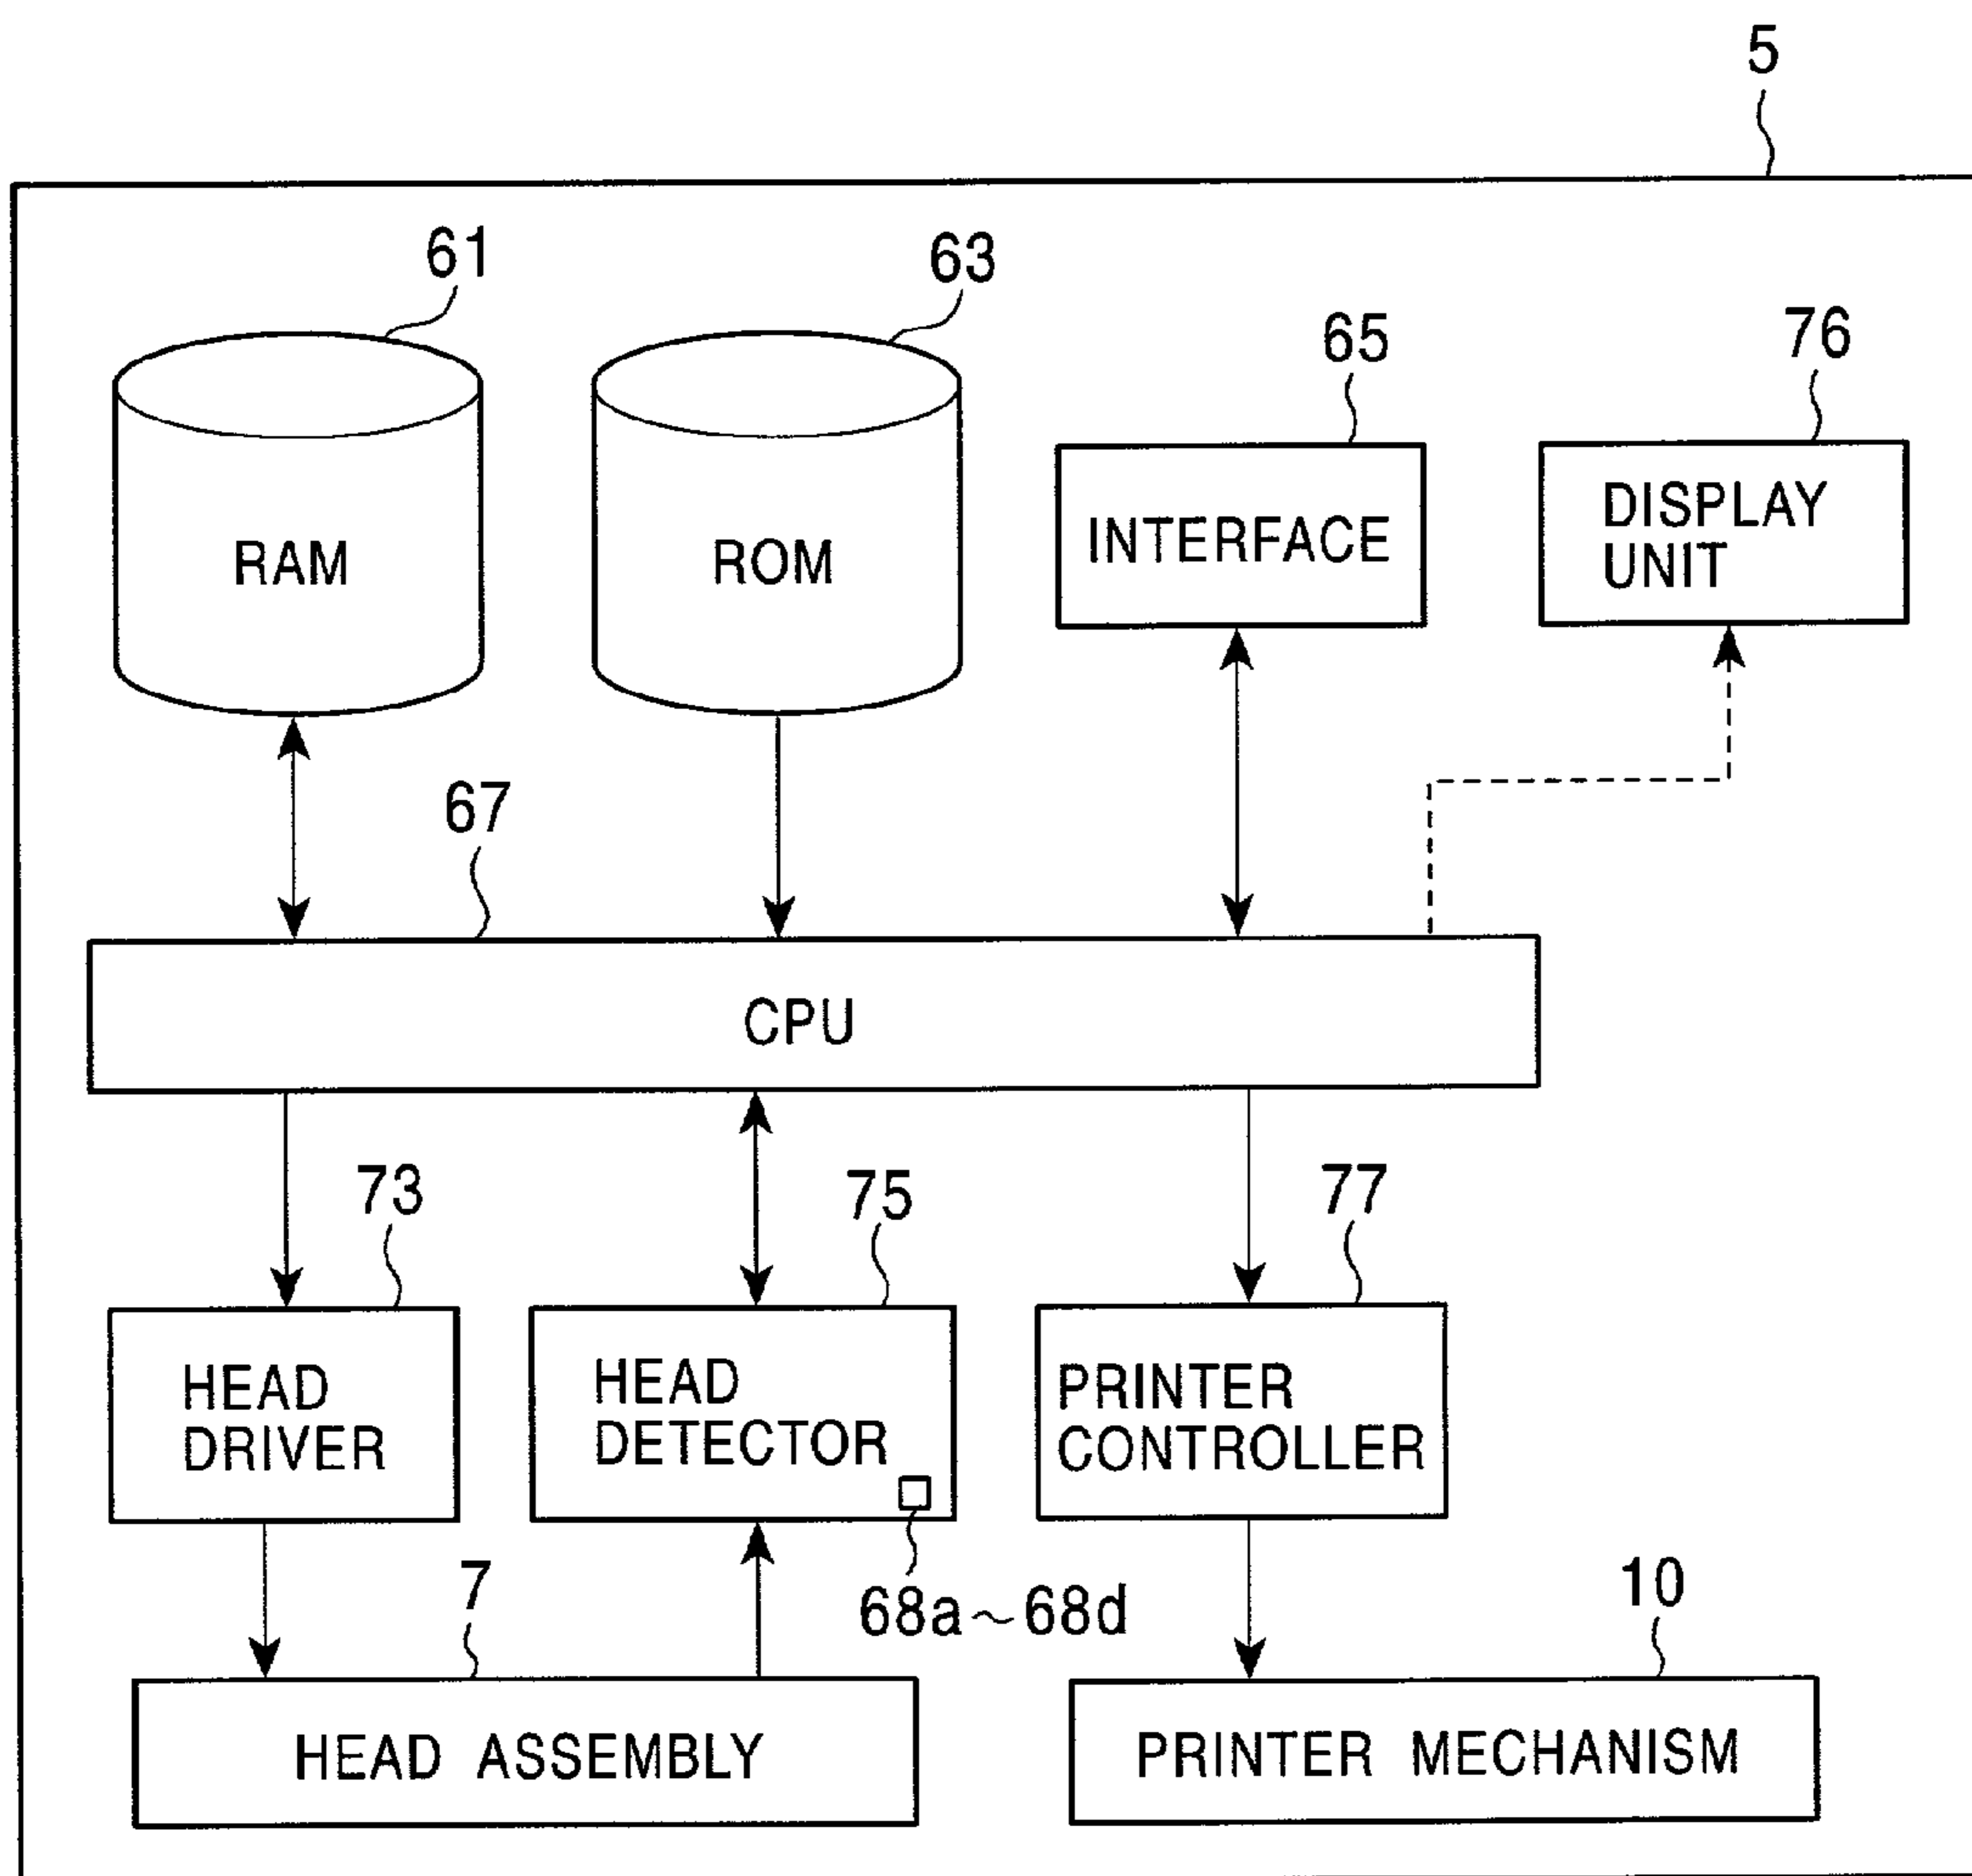 5
61
63
65
76
RAM
ROM
INTERFACE
DISPLAY
UNIT
67
CPU
73
75
77
HEAD
DRIVER
HEAD
DETECTOR
PRINTER
CONTROLLER
68a~68d
7
10
HEAD ASSEMBLY
PRINTER MECHANISM